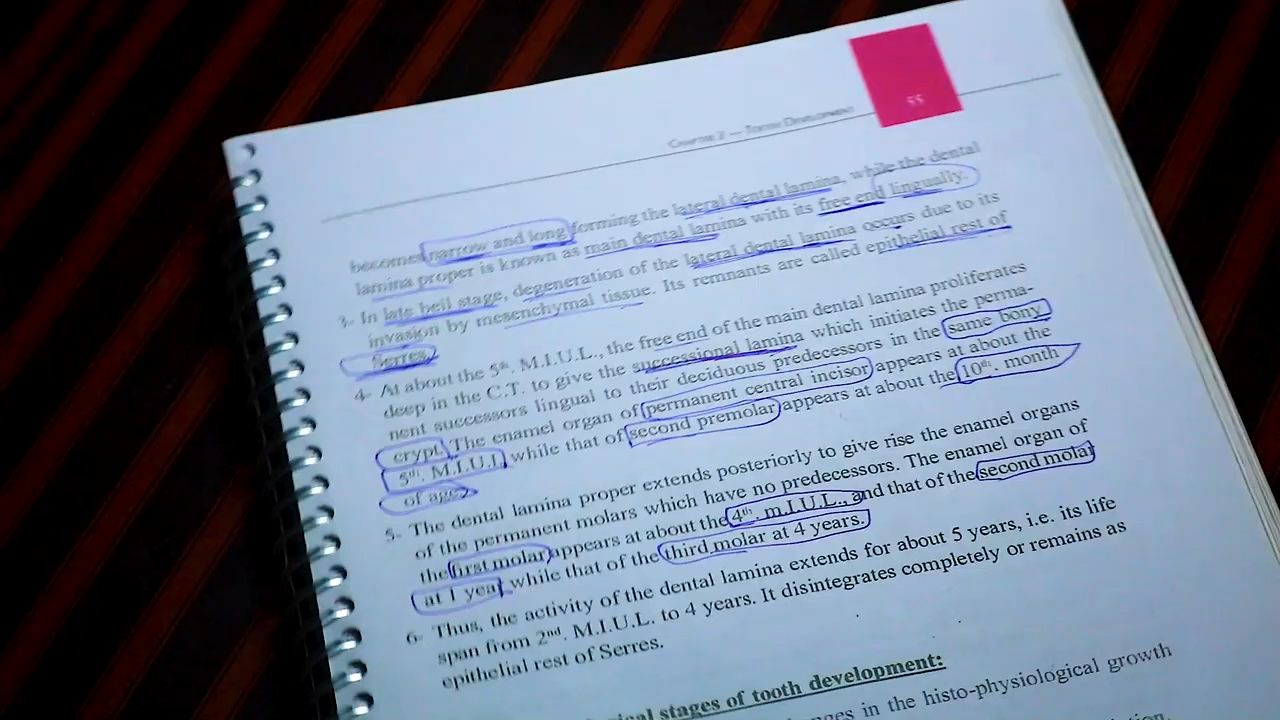 55
CHAPTER 2 — TOOTH DEVELOPMENT
becomes narrow and long forming the lateral dental lamina, while the dental
lamina proper is known as main dental lamina with its free end lingually.
3- In late bell stage, degeneration of the lateral dental lamina occurs due to its
invasion by mesenchymal tissue. Its remnants are called epithelial rest of
Serres.
4- At about the 5th. M.I.U.L., the free end of the main dental lamina proliferates
deep in the C.T. to give the successional lamina which initiates the perma-
nent successors lingual to their deciduous predecessors in the same bony
crypt. The enamel organ of permanent central incisor appears at about the
5th. M.I.U.L while that of second premolar appears at about the 10th. month
of age.
5- The dental lamina proper extends posteriorly to give rise the enamel organs
of the permanent molars which have no predecessors. The enamel organ of
the first molar appears at about the 4th. m.I.U.L., and that of the second molar
at 1 year, while that of the third molar at 4 years.
6- Thus, the activity of the dental lamina extends for about 5 years, i.e. its life
span from 2nd. M.I.U.L. to 4 years. It disintegrates completely or remains as
epithelial rest of Serres.
stages of tooth development:
in the histo-physiological growth